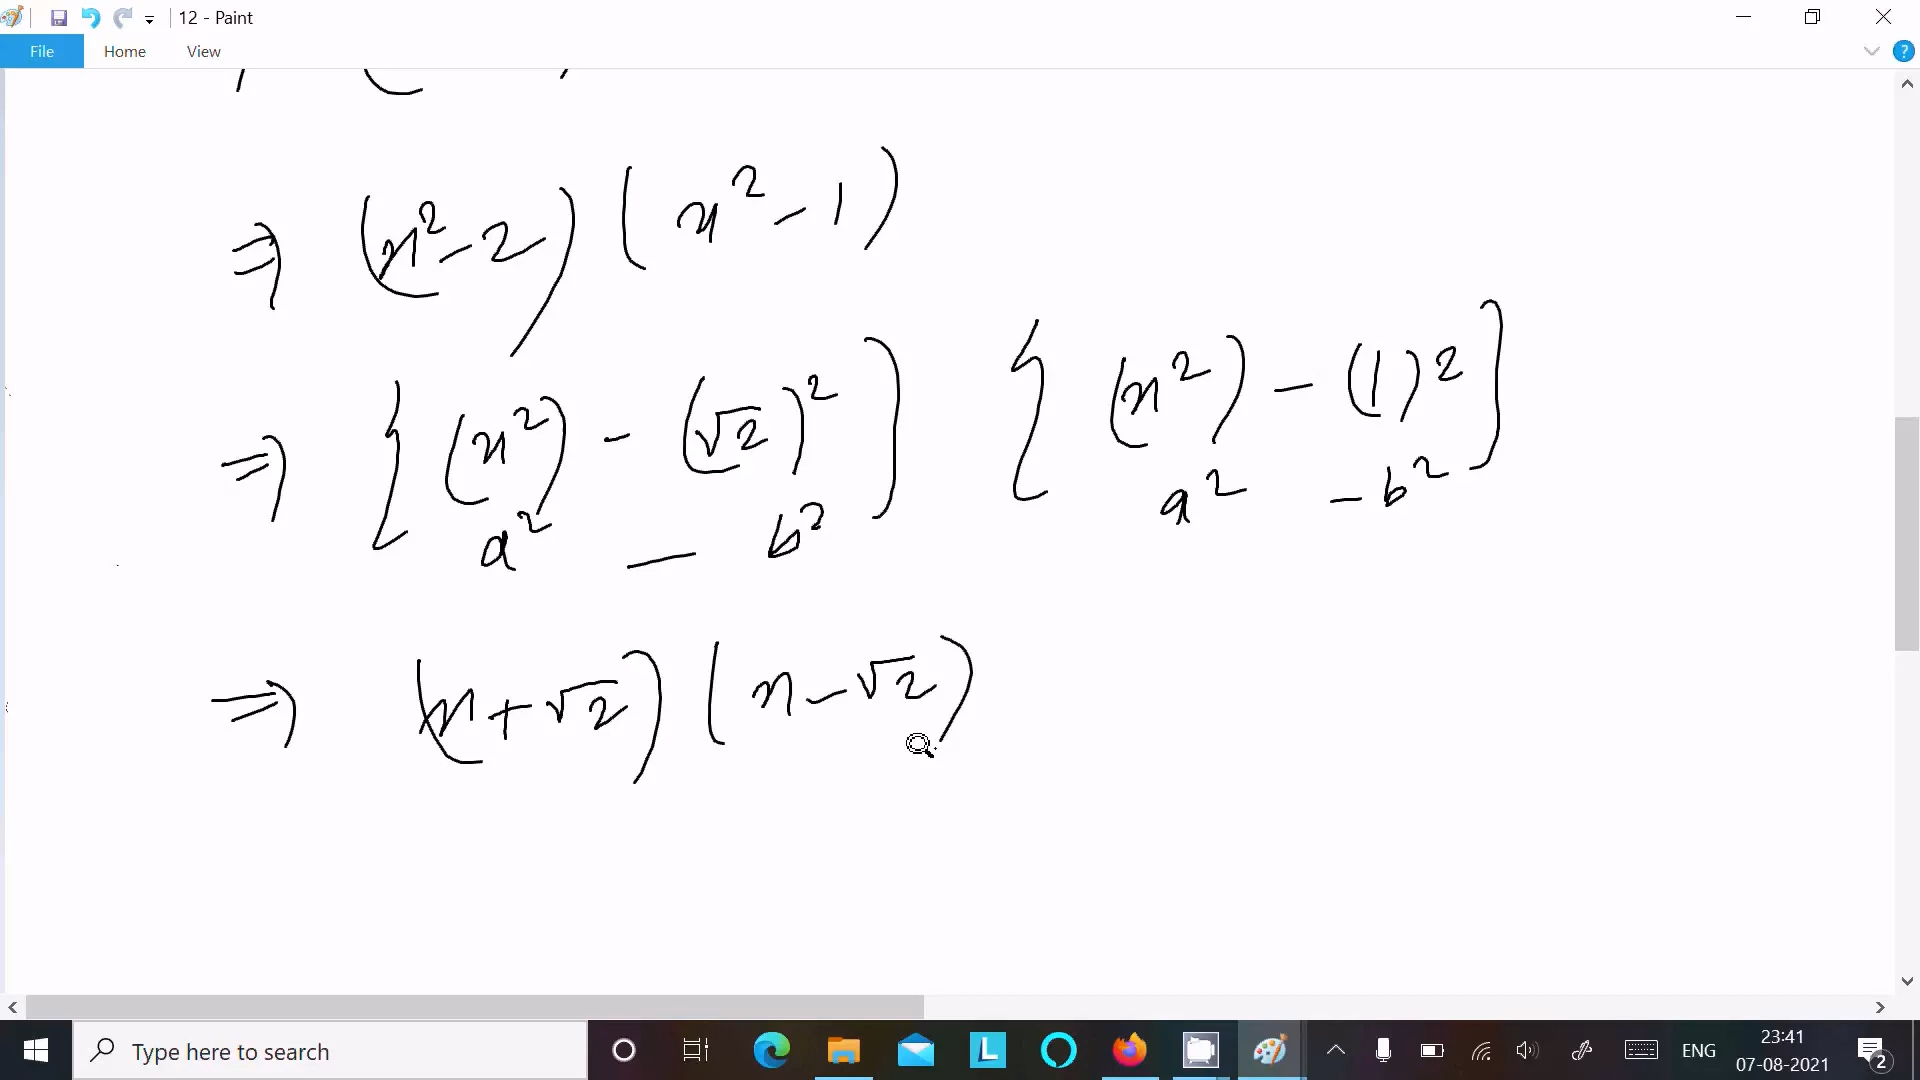 12 - Paint
File Home View
⇒ (x² - 2) (x² - 1)
⇒ { (x²) - (√2)² } { (x²) - (1)² }
a² - b² a² - b²
⇒ (x + √2) (x - √2)
Type here to search
L
ENG
23:41
07-08-2021
2